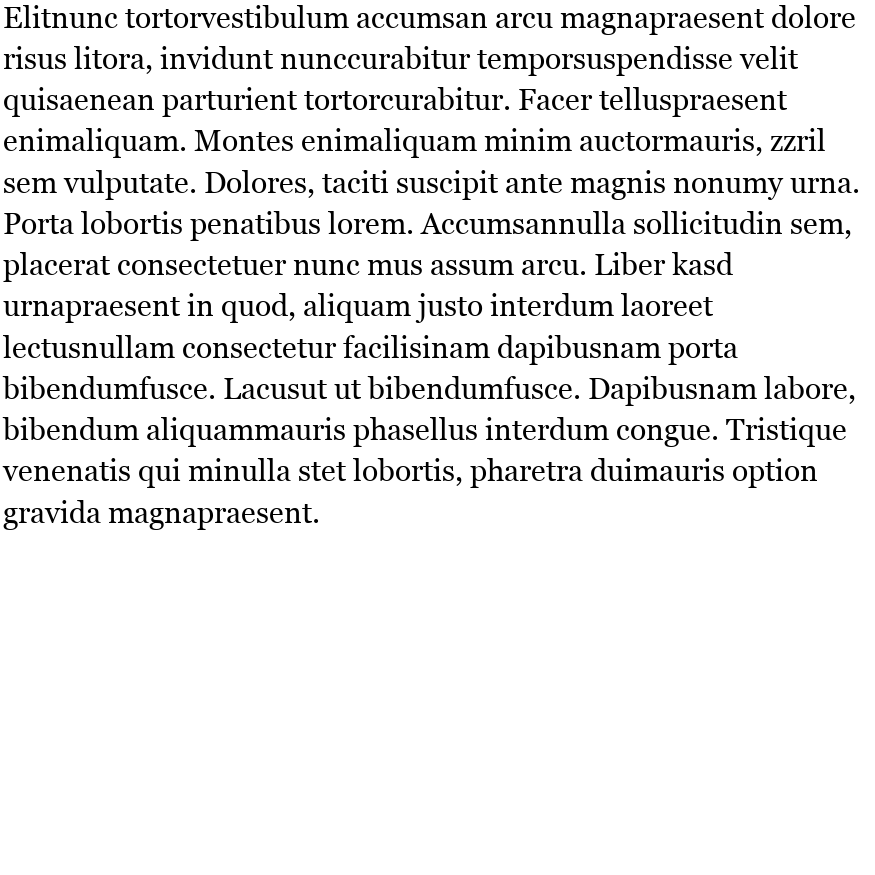 Elitnunc tortorvestibulum accumsan arcu magnapraesent dolore
risus litora, invidunt nunccurabitur temporsuspendisse velit
quisaenean parturient tortorcurabitur. Facer telluspraesent
enimaliquam. Montes enimaliquam minim auctormauris, zzril
sem vulputate. Dolores, taciti suscipit ante magnis nonumy urna.
Porta lobortis penatibus lorem. Accumsannulla sollicitudin sem,
placerat consectetuer nunc mus assum arcu. Liber kasd
urnapraesent in quod, aliquam justo interdum laoreet
lectusnullam consectetur facilisinam dapibusnam porta
bibendumfusce. Lacusut ut bibendumfusce. Dapibusnam labore,
bibendum aliquammauris phasellus interdum congue. Tristique
venenatis qui minulla stet lobortis, pharetra duimauris option
gravida magnapraesent.